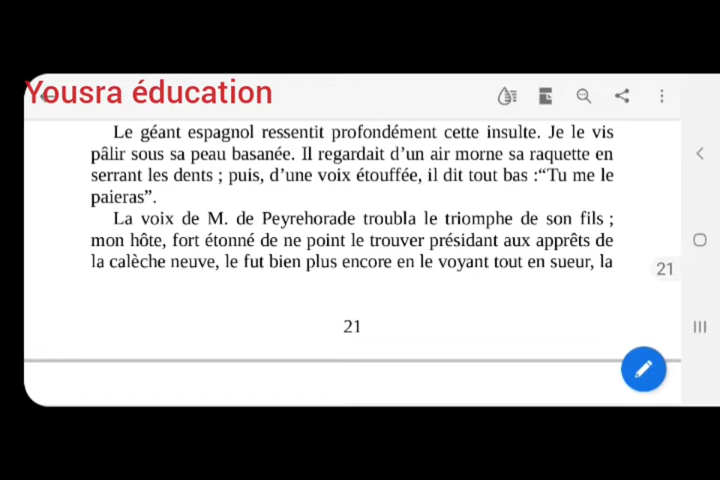 Yousra éducation
Le géant espagnol ressentit profondément cette insulte. Je le vis
pâlir sous sa peau basanée. Il regardait d’un air morne sa raquette en
serrant les dents ; puis, d’une voix étouffée, il dit tout bas :“Tu me le
paieras”.
La voix de M. de Peyrehorade troubla le triomphe de son fils ;
mon hôte, fort étonné de ne point le trouver présidant aux apprêts de
la calèche neuve, le fut bien plus encore en le voyant tout en sueur, la
21
21